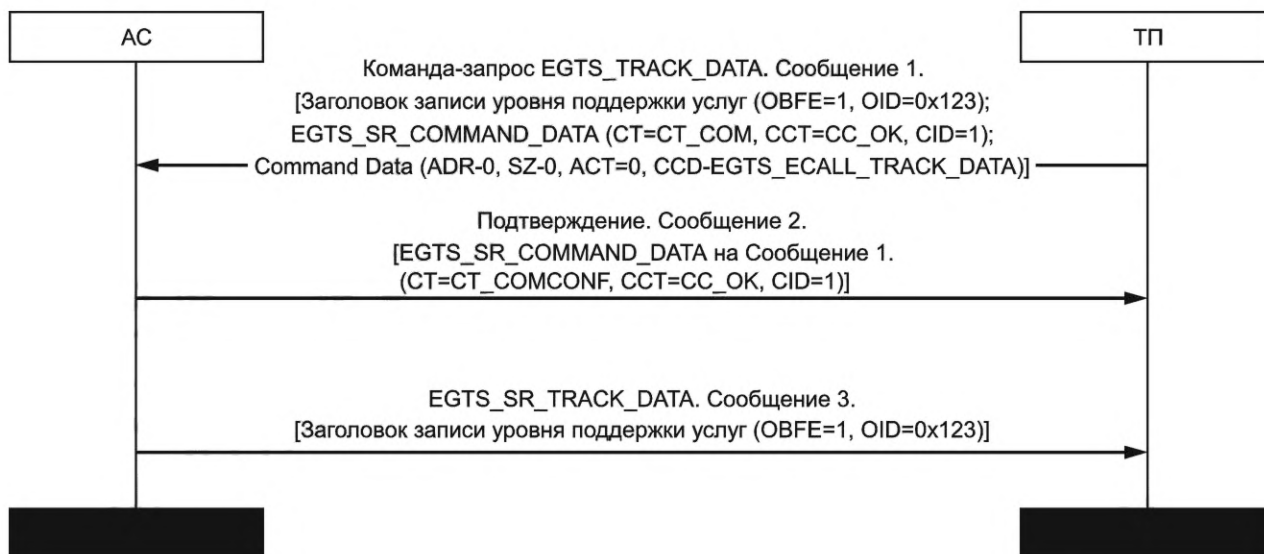 АС
ТП
Команда-запрос EGTS_TRACK_DATA. Сообщение 1.
[Заголовок записи уровня поддержки услуг (OBFE=1, OID=0x123);
EGTS_SR_COMMAND_DATA (CT=CT_COM, CCT=CC_OK, CID=1);
Command Data (ADR-0, SZ-0, ACT=0, CCD-EGTS_ECALL_TRACK_DATA)]
Подтверждение. Сообщение 2.
[EGTS_SR_COMMAND_DATA на Сообщение 1.
(CT=CT_COMCONF, CCT=CC_OK, CID=1)]
EGTS_SR_TRACK_DATA. Сообщение 3.
[Заголовок записи уровня поддержки услуг (OBFE=1, OID=0x123)]